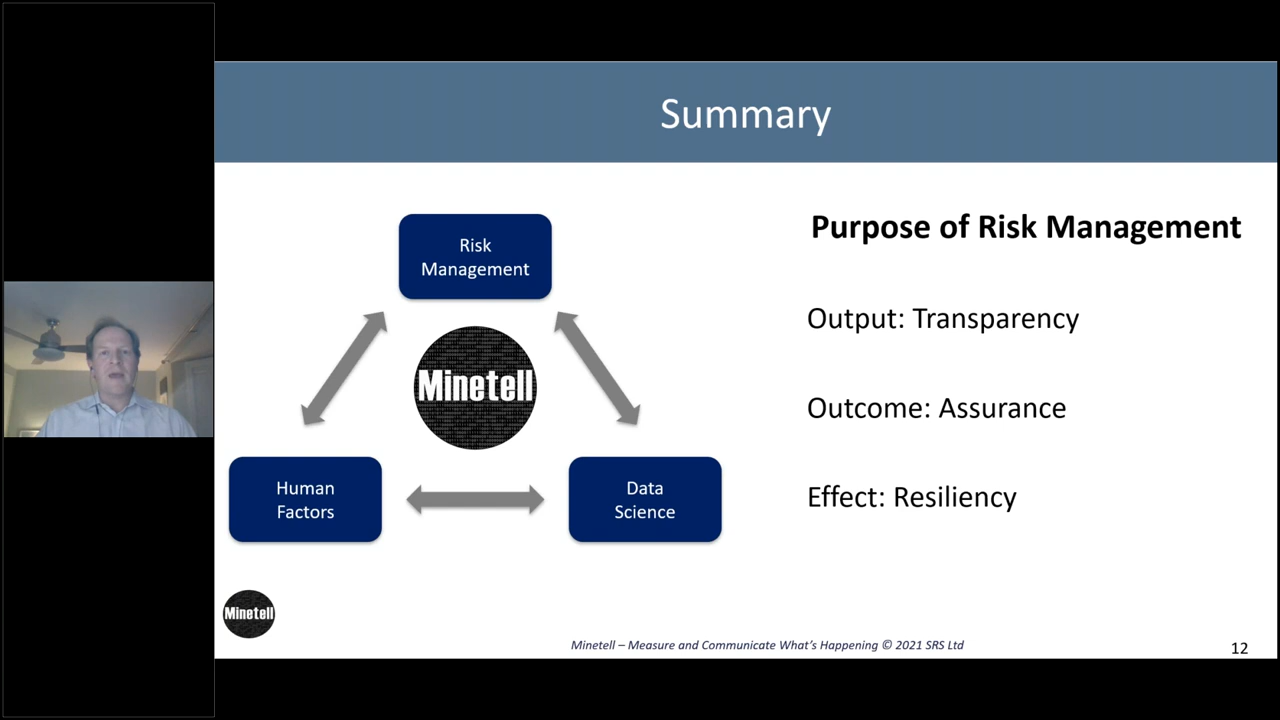 Summary
Risk
Management
Minetell
Human
Factors
Data
Science
Purpose of Risk Management
Output: Transparency
Outcome: Assurance
Effect: Resiliency
Minetell
Minetell – Measure and Communicate What's Happening © 2021 SRS Ltd
12